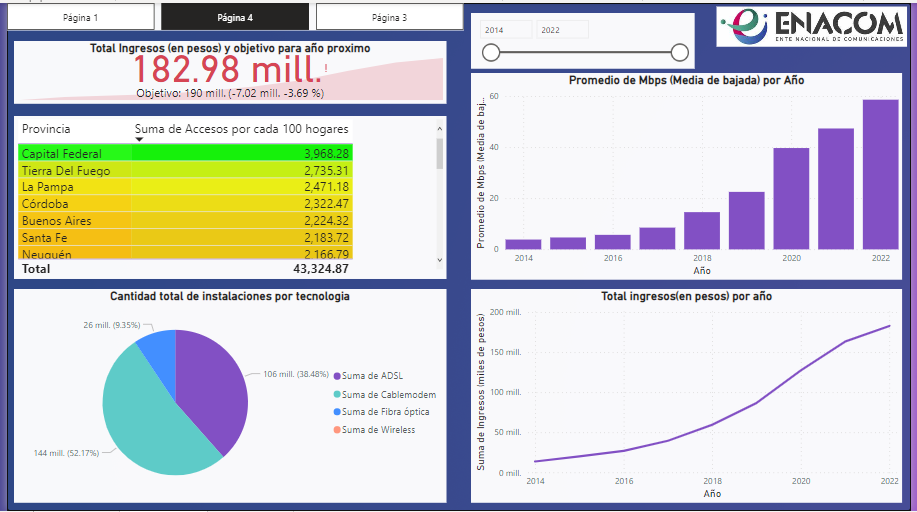 Página 1
Página 4
Página 3
2014
2022
ENACOM
ENTE NACIONAL DE COMUNICACIONES
Total Ingresos (en pesos) y objetivo para año proximo
182.98 mill. !
Objetivo: 190 mill. (-7.02 mill. -3.69 %)
Provincia Suma de Accesos por cada 100 hogares
Capital Federal 3,968.28
Tierra Del Fuego 2,735.31
La Pampa 2,471.18
Córdoba 2,322.47
Buenos Aires 2,224.32
Santa Fe 2,183.72
Neuquén 2,166.79
Total 43,324.87
Promedio de Mbps (Media de bajada) por Año
Promedio de Mbps (Media de baj...
60
40
20
0
2014
2016
2018
2020
2022
Año
Cantidad total de instalaciones por tecnologia
26 mill. (9.35%)
106 mill. (38.48%)
144 mill. (52.17%)
Suma de ADSL
Suma de Cablemodem
Suma de Fibra óptica
Suma de Wireless
Total ingresos(en pesos) por año
Suma de Ingresos (miles de pesos)
200 mill.
150 mill.
100 mill.
50 mill.
0 mill.
2014
2016
2018
2020
2022
Año